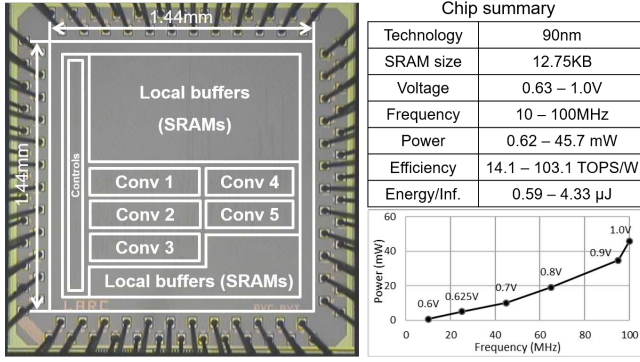 1.44mm
1.44mm
Controls
Local buffers
(SRAMs)
Conv 1
Conv 4
Conv 2
Conv 5
Conv 3
Local buffers (SRAMs)
Chip summary
Technology 90nm
SRAM size 12.75KB
Voltage 0.63 – 1.0V
Frequency 10 – 100MHz
Power 0.62 – 45.7 mW
Efficiency 14.1 – 103.1 TOPS/W
Energy/Inf. 0.59 – 4.33 µJ
Power (mW)
60
40
20
0
0.6V
0.625V
0.7V
0.8V
0.9V
1.0V
0 20 40 60 80 100
Frequency (MHz)